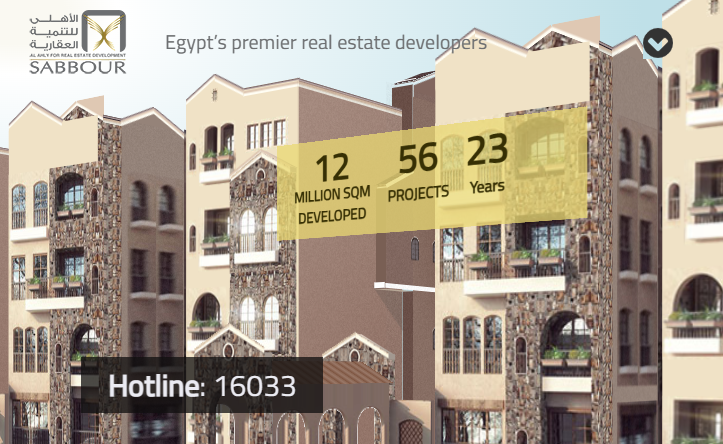 الأهلى
للتنمية
العقارية
AL AHLY FOR REAL ESTATE DEVELOPMENT
SABBOUR
Egypt’s premier real estate developers
12
MILLION SQM
DEVELOPED
56
PROJECTS
23
Years
Hotline: 16033